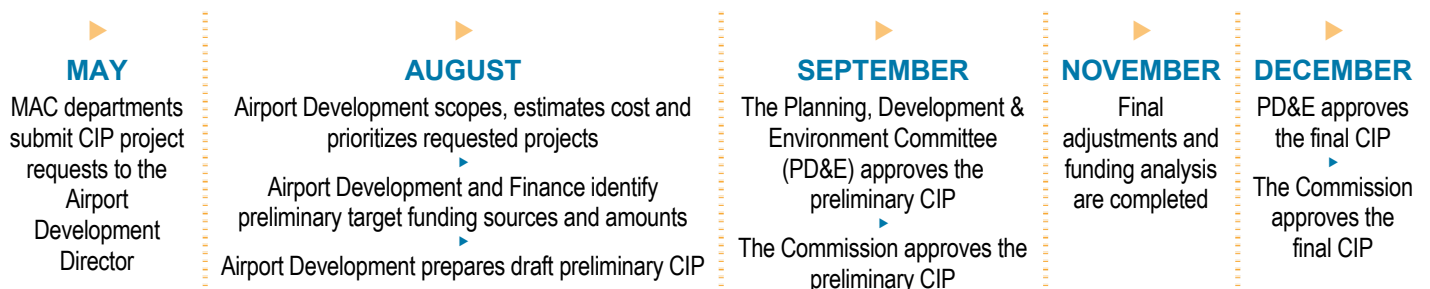 MAY
MAC departments
submit CIP project
requests to the
Airport
Development
Director
AUGUST
Airport Development scopes, estimates cost and
prioritizes requested projects
Airport Development and Finance identify
preliminary target funding sources and amounts
Airport Development prepares draft preliminary CIP
SEPTEMBER
The Planning, Development &
Environment Committee
(PD&E) approves the
preliminary CIP
The Commission approves the
preliminary CIP
NOVEMBER
Final
adjustments and
funding analysis
are completed
DECEMBER
PD&E approves
the final CIP
The Commission
approves the
final CIP